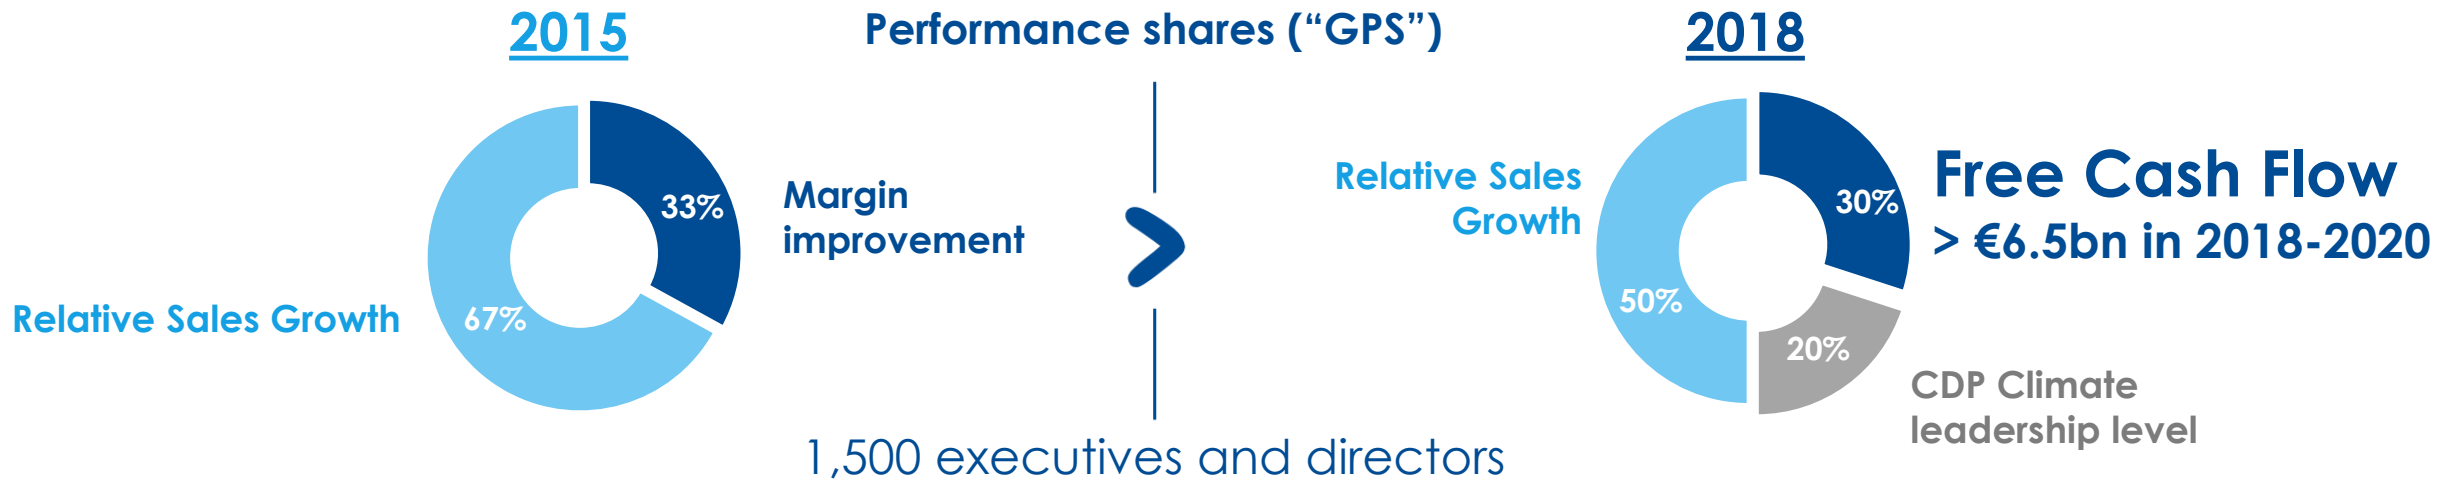 2015
Performance shares (“GPS”)
2018
33%
67%
Margin
improvement
Relative Sales Growth
Relative Sales
Growth
30%
50%
20%
Free Cash Flow
> €6.5bn in 2018-2020
CDP Climate
leadership level
1,500 executives and directors